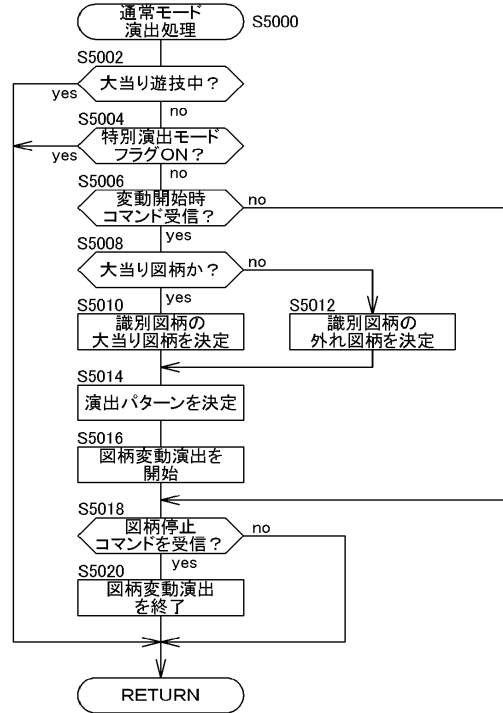 通常モード
演出処理
S5000
S5002
大当り遊技中？
yes
no
S5004
特別演出モード
フラグON？
yes
no
S5006
変動開始時
コマンド受信？
no
yes
S5008
大当り図柄か？
no
yes
S5010
識別図柄の
大当り図柄を決定
S5012
識別図柄の
外れ図柄を決定
S5014
演出パターンを決定
S5016
図柄変動演出を
開始
S5018
図柄停止
コマンドを受信？
no
yes
S5020
図柄変動演出
を終了
RETURN